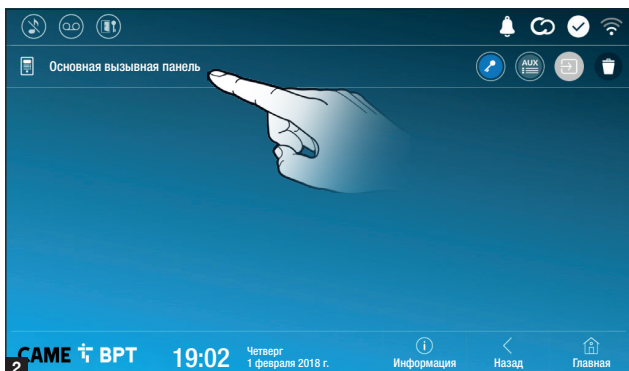 Основная вызывная панель
AUX
2
CAME BPT
19:02
Четверг
1 февраля 2018 г.
Информация
Назад
Главная